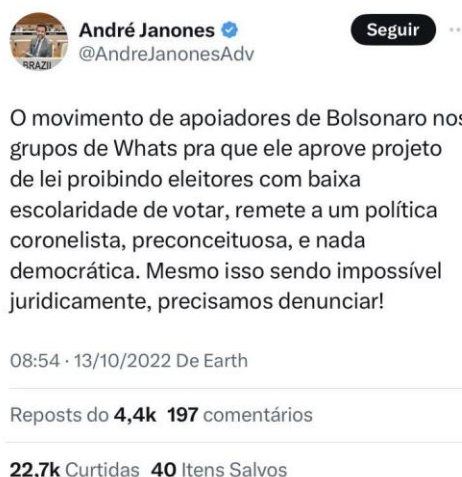 André Janones
Seguir
@AndreJanonesAdv
BRAZIL
O movimento de apoiadores de Bolsonaro nos
grupos de Whats pra que ele aprove projeto
de lei proibindo eleitores com baixa
escolaridade de votar, remete a um política
coronelista, preconceituosa, e nada
democrática. Mesmo isso sendo impossível
juridicamente, precisamos denunciar!
08:54 · 13/10/2022 De Earth
Reposts do 4,4k 197 comentários
22,7k Curtidas 40 Itens Salvos